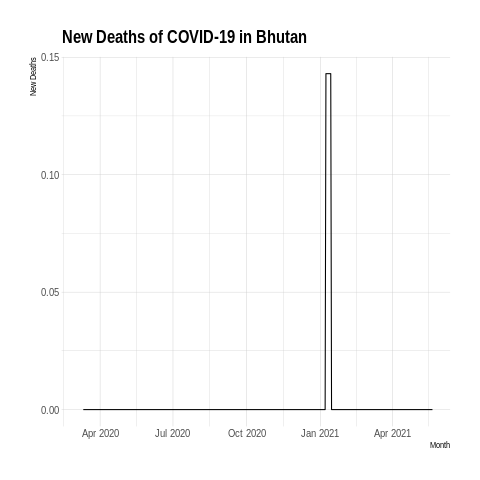 New Deaths of COVID-19 in Bhutan
New Deaths
0.15
0.10
0.05
0.00
Apr 2020 Jul 2020 Oct 2020 Jan 2021 Apr 2021
Month